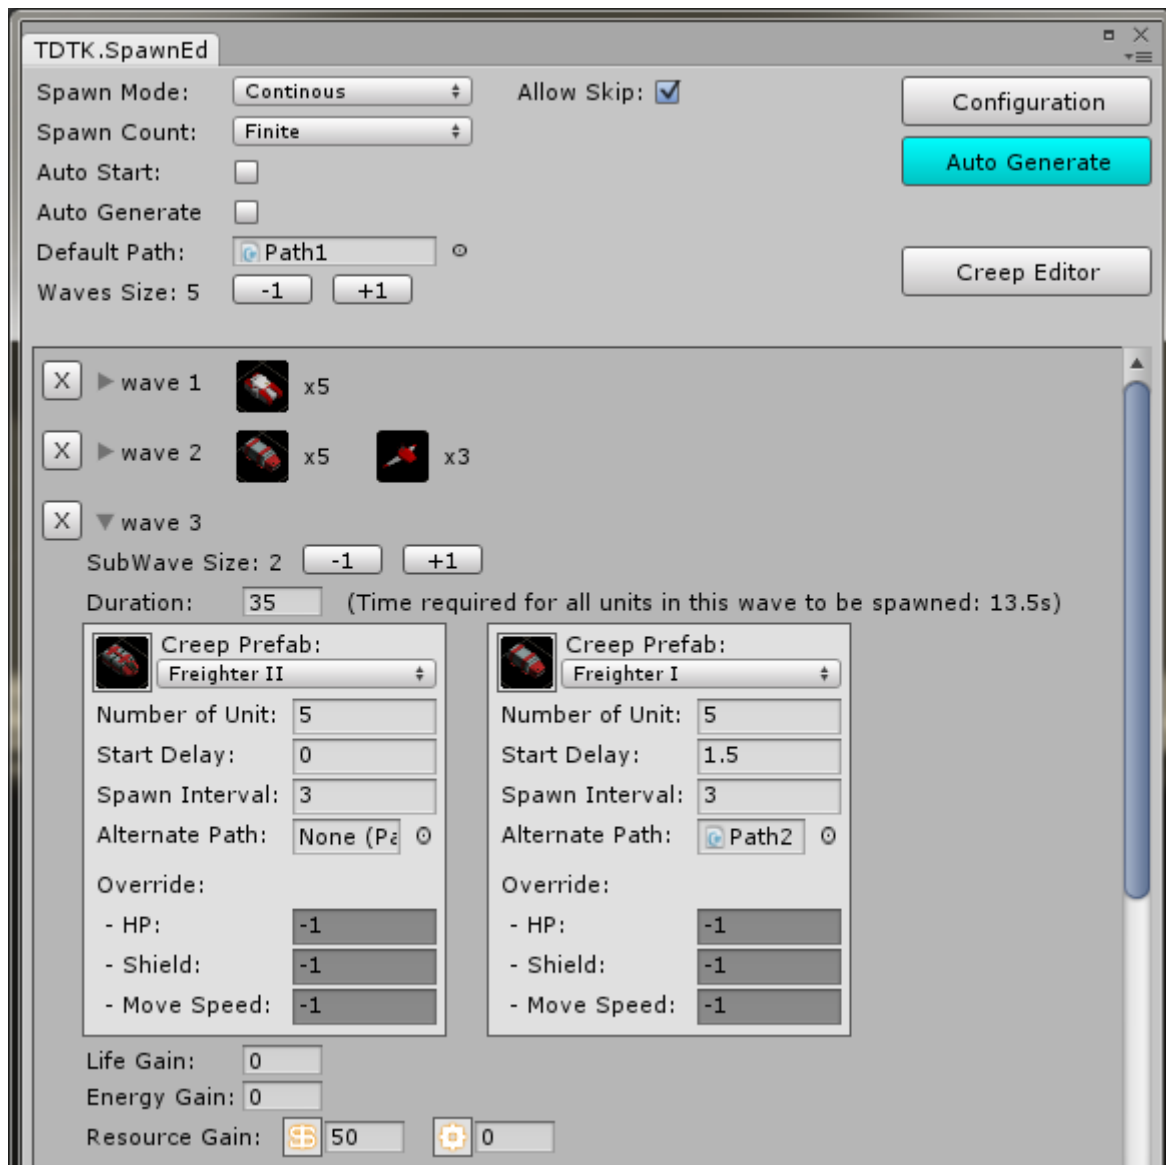 TDTK.SpawnEd
Spawn Mode: Continous Allow Skip: Configuration
Spawn Count: Finite
Auto Start: Auto Generate
Auto Generate
Default Path: Path1 Creep Editor
Waves Size: 5 -1 +1
X wave 1 x5
X wave 2 x5 x3
X wave 3
SubWave Size: 2 -1 +1
Duration: 35 (Time required for all units in this wave to be spawned: 13.5s)
Creep Prefab: Creep Prefab:
Freighter II Freighter I
Number of Unit: 5 Number of Unit: 5
Start Delay: 0 Start Delay: 1.5
Spawn Interval: 3 Spawn Interval: 3
Alternate Path: None (Pa Alternate Path: Path2
Override: Override:
- HP: -1 - HP: -1
- Shield: -1 - Shield: -1
- Move Speed: -1 - Move Speed: -1
Life Gain: 0
Energy Gain: 0
Resource Gain: 50 0